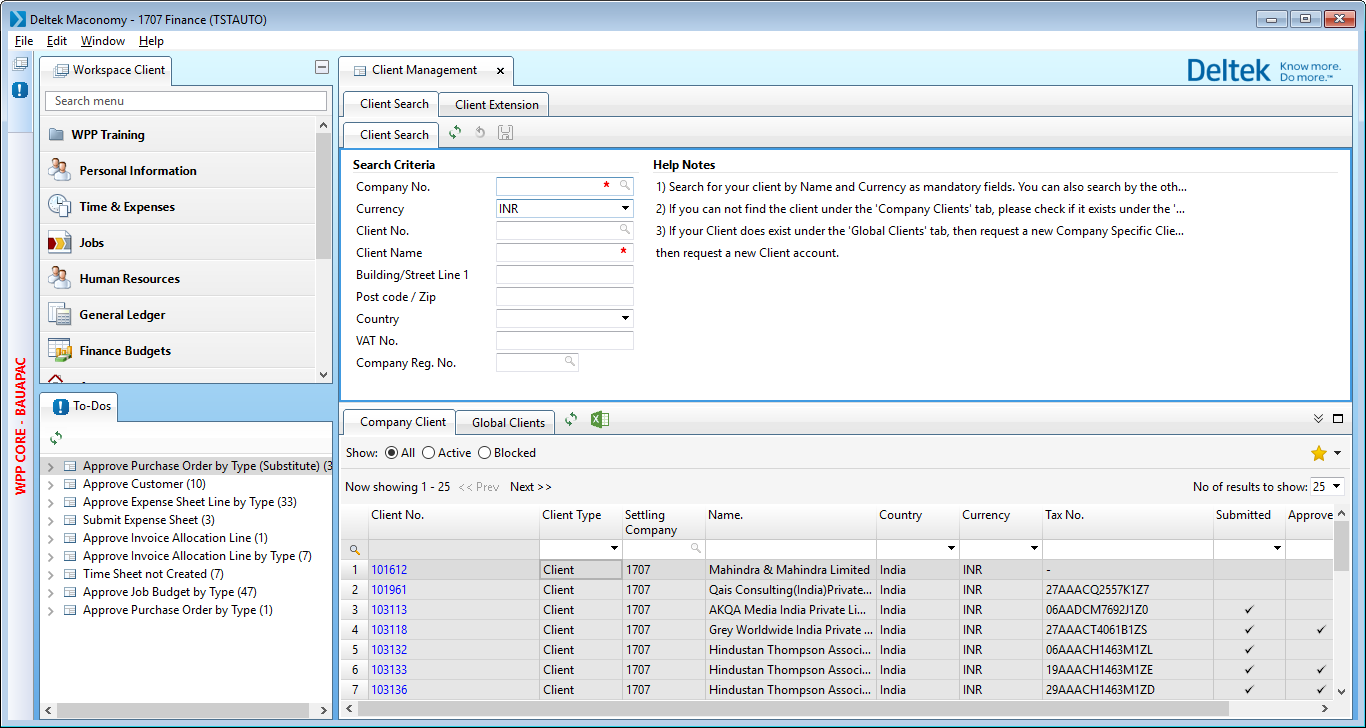 Deltek Maconomy - 1707 Finance (TSTAUTO)
File Edit Window Help
Workspace Client
Search menu
WPP Training
Personal Information
Time & Expenses
Jobs
Human Resources
General Ledger
Finance Budgets
WPP CORE - BAUAPAC
To-Dos
Approve Purchase Order by Type (Substitute) (3
Approve Customer (10)
Approve Expense Sheet Line by Type (33)
Submit Expense Sheet (3)
Approve Invoice Allocation Line (1)
Approve Invoice Allocation Line by Type (7)
Time Sheet not Created (7)
Approve Job Budget by Type (47)
Approve Purchase Order by Type (1)
Client Management
Deltek Know more.
Do more.™
Client Search Client Extension
Client Search
Search Criteria
Company No. *
Currency INR
Client No.
Client Name *
Building/Street Line 1
Post code / Zip
Country
VAT No.
Company Reg. No.
Help Notes
1) Search for your client by Name and Currency as mandatory fields. You can also search by the oth...
2) If you can not find the client under the 'Company Clients' tab, please check if it exists under the '...
3) If your Client does exist under the 'Global Clients' tab, then request a new Company Specific Clie...
then request a new Client account.
Company Client Global Clients
Show: All Active Blocked
Now showing 1 - 25 << Prev Next >> No of results to show: 25
Client No. Client Type Settling Company Name. Country Currency Tax No. Submitted Approve
1 101612 Client 1707 Mahindra & Mahindra Limited India INR -
2 101961 Client 1707 Qais Consulting(India)Private... India INR 27AAACQ2557K1Z7
3 103113 Client 1707 AKQA Media India Private Li... India INR 06AADCM7692J1Z0 ✓
4 103118 Client 1707 Grey Worldwide India Private ... India INR 27AAACT4061B1ZS ✓ ✓
5 103132 Client 1707 Hindustan Thompson Associ... India INR 06AAACH1463M1ZL ✓
6 103133 Client 1707 Hindustan Thompson Associ... India INR 19AAACH1463M1ZE ✓ ✓
7 103136 Client 1707 Hindustan Thompson Associ... India INR 29AAACH1463M1ZD ✓ ✓